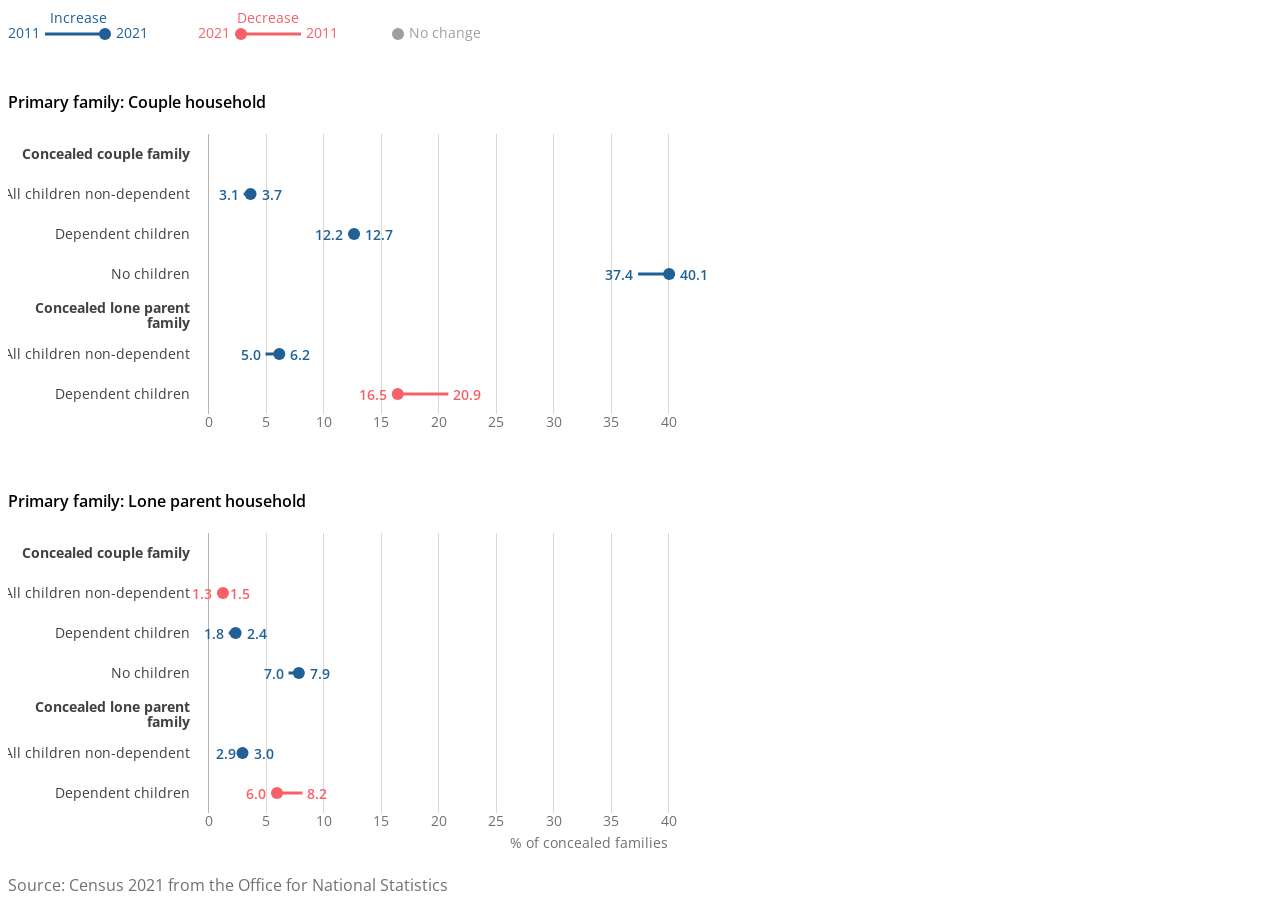 Increase Decrease
2011 2021 2021 2011 No change
Primary family: Couple household
Concealed couple family
All children non-dependent 3.1 3.7
Dependent children 12.2 12.7
No children 37.4 40.1
Concealed lone parent
family
All children non-dependent 5.0 6.2
Dependent children 16.5 20.9
0 5 10 15 20 25 30 35 40
Primary family: Lone parent household
Concealed couple family
All children non-dependent 1.3 1.5
Dependent children 1.8 2.4
No children 7.0 7.9
Concealed lone parent
family
All children non-dependent 2.9 3.0
Dependent children 6.0 8.2
0 5 10 15 20 25 30 35 40
% of concealed families
Source: Census 2021 from the Office for National Statistics